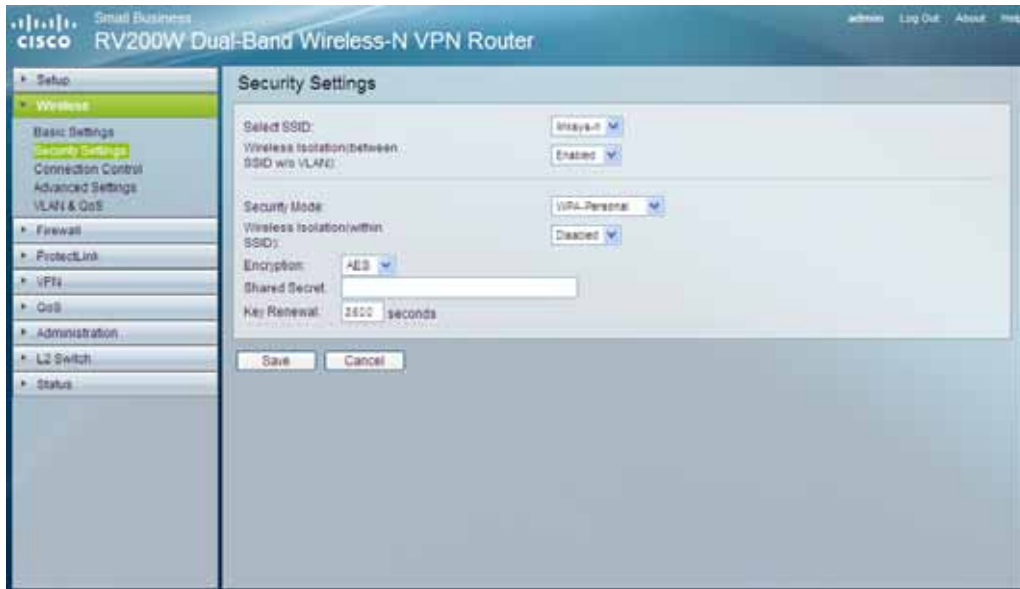 Small Business
CISCO RV200W Dual-Band Wireless-N VPN Router
admin Log Out About Help
Setup
Wireless
Basic Settings
Security Settings
Connection Control
Advanced Settings
VLAN & QoS
Firewall
ProtectLink
VPN
QoS
Administration
L2 Switch
Status
Security Settings
Select SSID:
Wireless Isolation(between
SSID w/o VLAN): Enabled
Security Mode: WPA-Personal
Wireless Isolation(within
SSID): Disabled
Encryption: AES
Shared Secret:
Key Renewal: 3600 seconds
Save Cancel